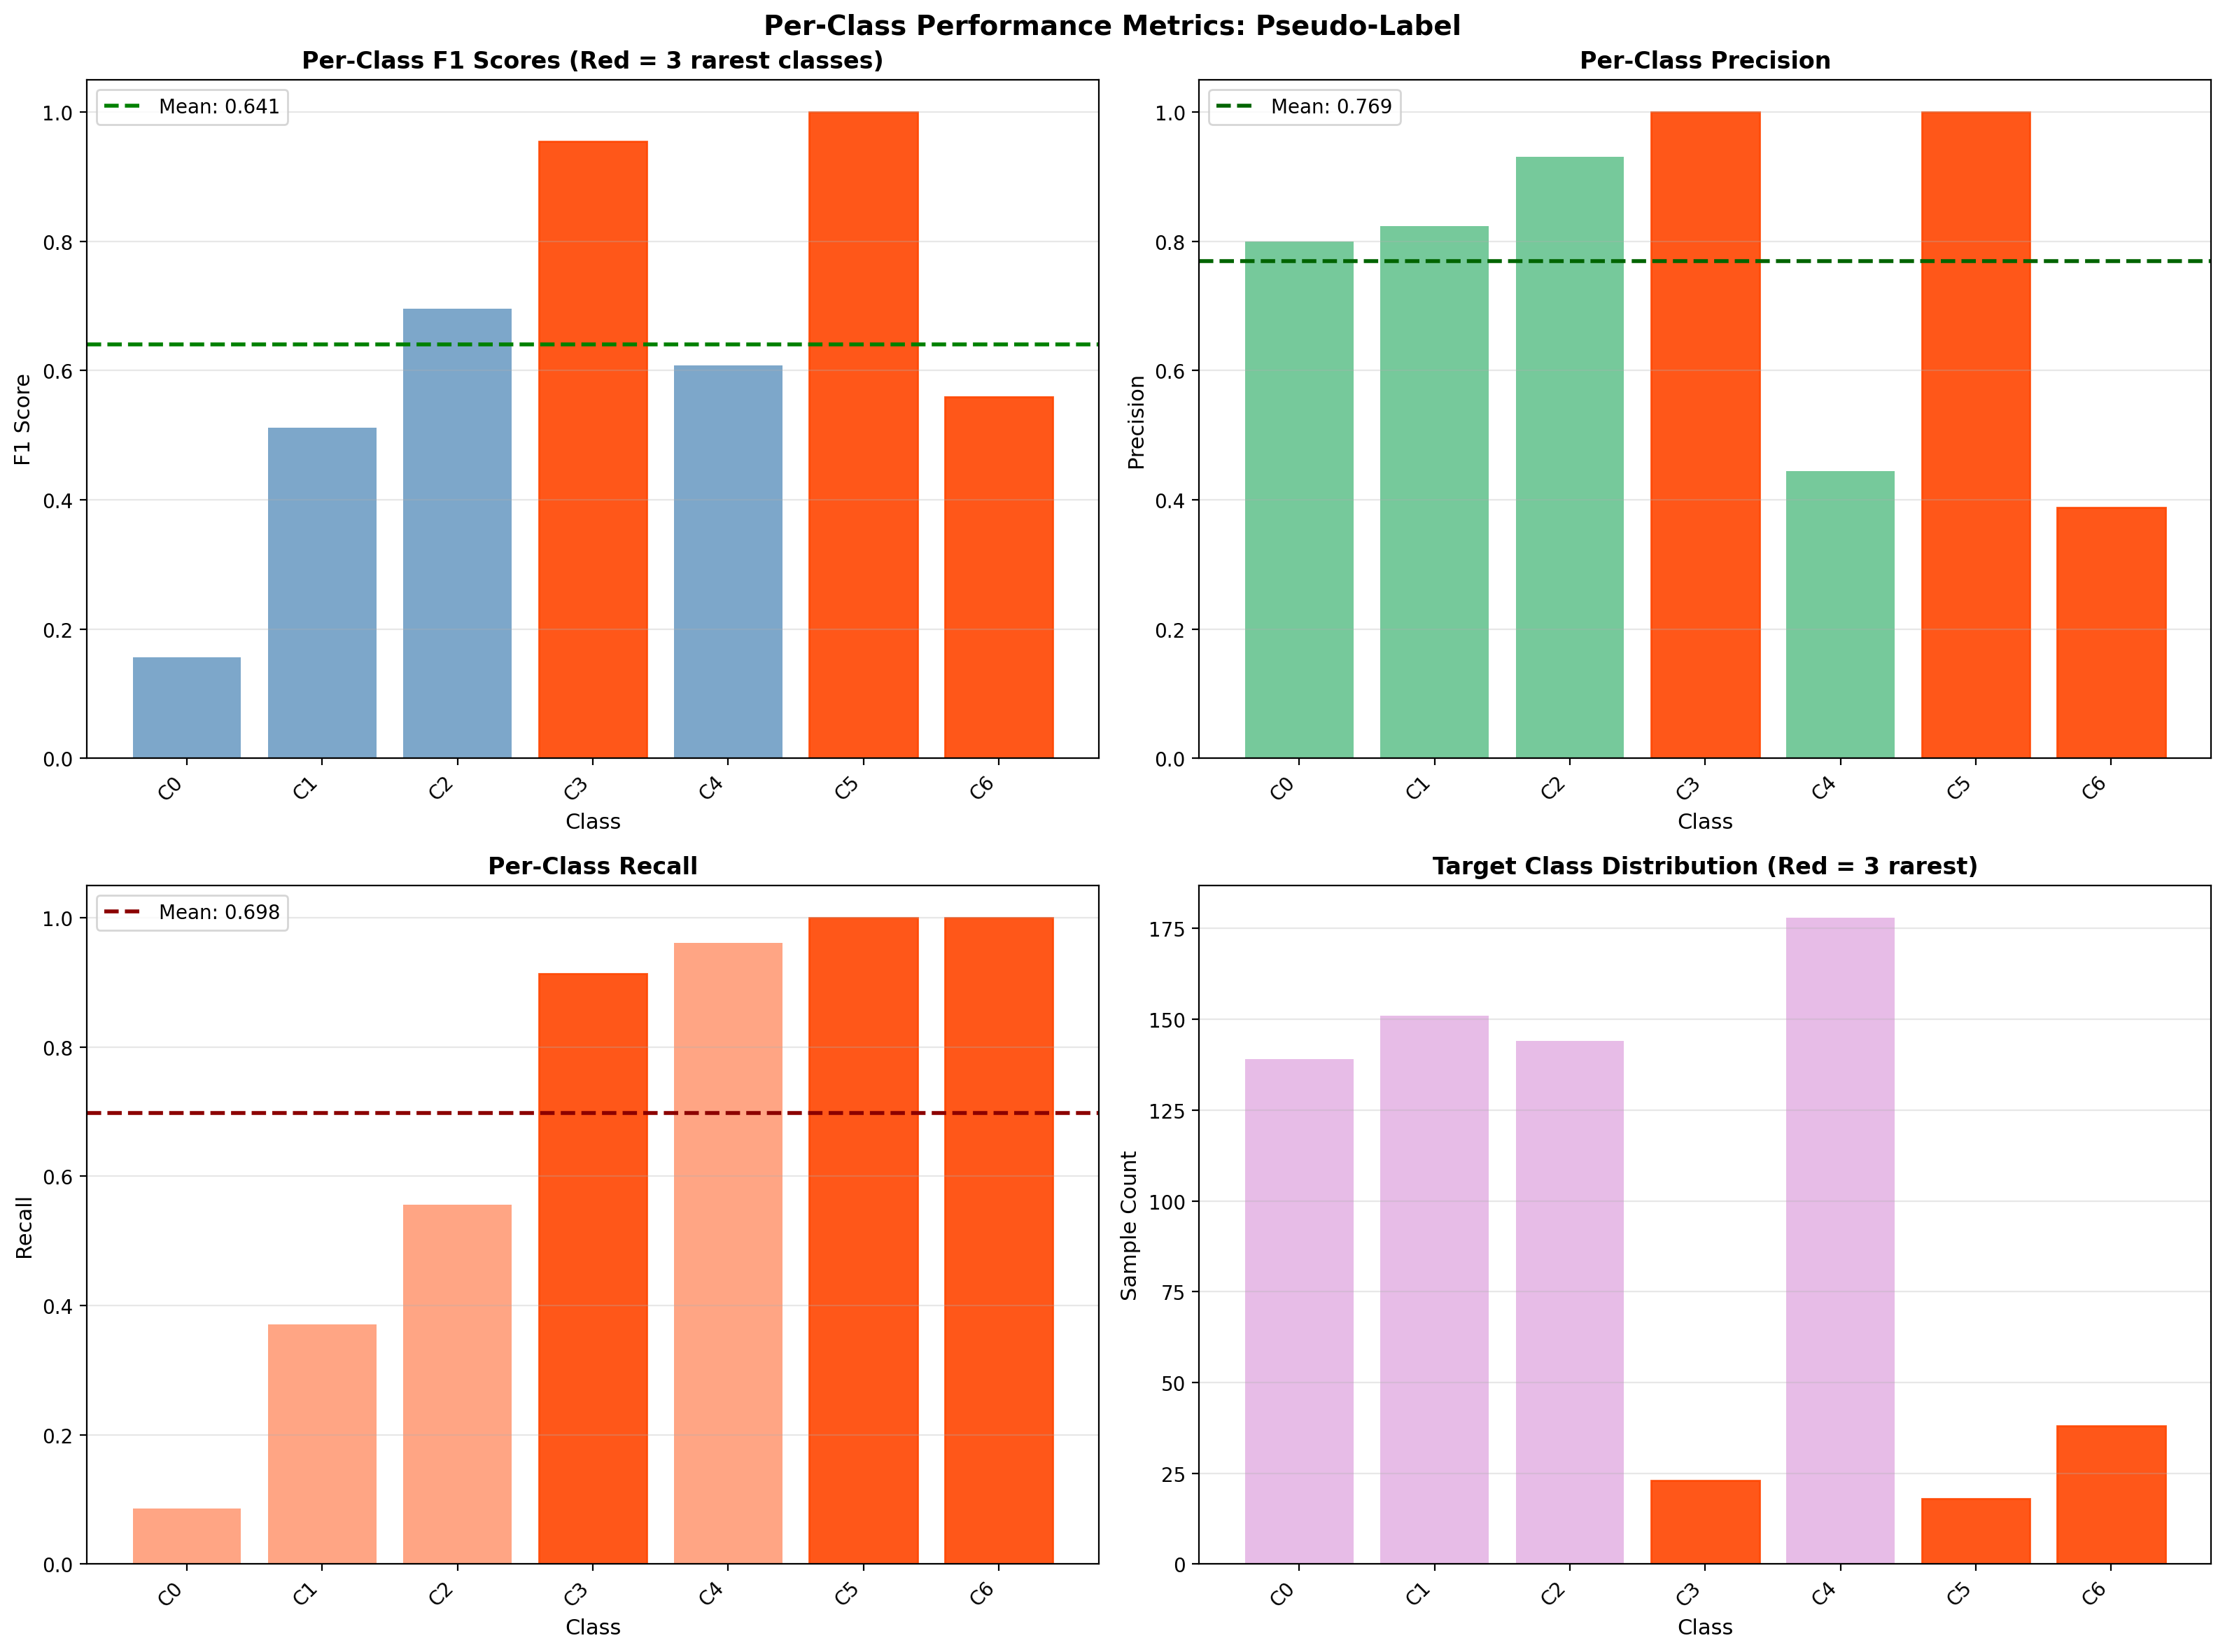 Per-Class Performance Metrics: Pseudo-Label
Per-Class F1 Scores (Red = 3 rarest classes)
Mean: 0.641
F1 Score
1.0
0.8
0.6
0.4
0.2
0.0
C0 C1 C2 C3 C4 C5 C6
Class
Per-Class Precision
Mean: 0.769
Precision
1.0
0.8
0.6
0.4
0.2
0.0
C0 C1 C2 C3 C4 C5 C6
Class
Per-Class Recall
Mean: 0.698
Recall
1.0
0.8
0.6
0.4
0.2
0.0
C0 C1 C2 C3 C4 C5 C6
Class
Target Class Distribution (Red = 3 rarest)
Sample Count
175
150
125
100
75
50
25
0
C0 C1 C2 C3 C4 C5 C6
Class